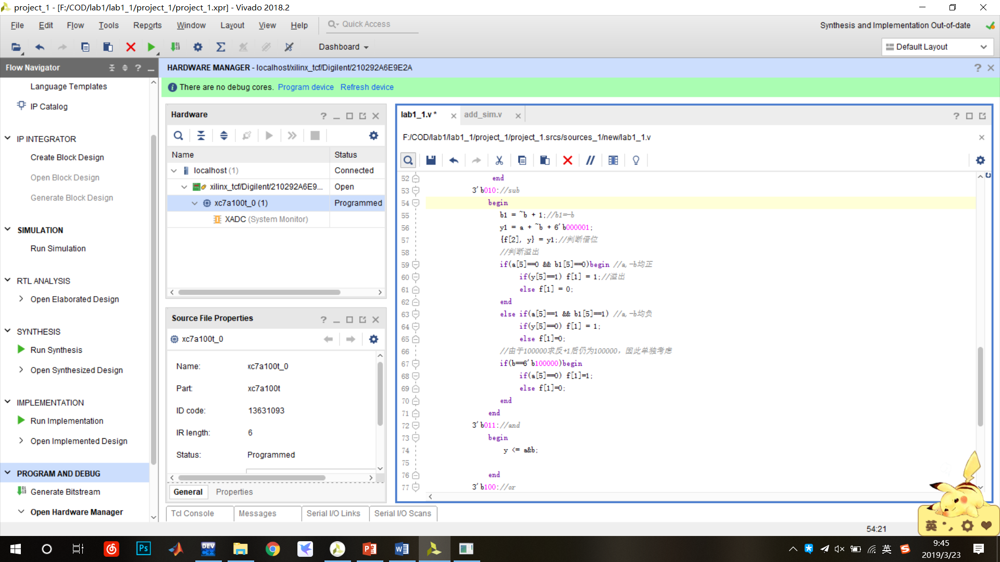 project_1 - [F:/COD/lab1/lab1_1/project_1/project_1.xpr] - Vivado 2018.2
File Edit Flow Tools Reports Window Layout View Help Quick Access
Synthesis and Implementation Out-of-date
Dashboard
Default Layout
Flow Navigator
Language Templates
IP Catalog
IP INTEGRATOR
Create Block Design
Open Block Design
Generate Block Design
SIMULATION
Run Simulation
RTL ANALYSIS
Open Elaborated Design
SYNTHESIS
Run Synthesis
Open Synthesized Design
IMPLEMENTATION
Run Implementation
Open Implemented Design
PROGRAM AND DEBUG
Generate Bitstream
Open Hardware Manager
HARDWARE MANAGER - localhost/xilinx_tcf/Digilent/210292A6E9E2A
There are no debug cores. Program device Refresh device
Hardware
Name Status
localhost (1) Connected
xilinx_tcf/Digilent/210292A6E9... Open
xc7a100t_0 (1) Programmed
XADC (System Monitor)
Source File Properties
xc7a100t_0
Name: xc7a100t_0
Part: xc7a100t
ID code: 13631093
IR length: 6
Status: Programmed
General Properties
lab1_1.v * add_sim.v
F:/COD/lab1/lab1_1/project_1/project_1.srcs/sources_1/new/lab1_1.v
52 end
53 3'b010://sub
54 begin
55 b1 = ~b + 1;//b1=-b
56 y1 = a + ~b + 6'b000001;
57 {f[2], y} = y1;//判断借位
58 //判断溢出
59 if(a[5]==0 && b1[5]==0)begin //a,-b均正
60 if(y[5]==1) f[1] = 1;//溢出
61 else f[1] = 0;
62 end
63 else if(a[5]==1 && b1[5]==1) //a,-b均负
64 if(y[5]==0) f[1] = 1;
65 else f[1]=0;
66 //由于100000求反+1后仍为100000，因此单独考虑
67 if(b==6'b100000)begin
68 if(a[5]==0) f[1]=1;
69 else f[1]=0;
70 end
71 end
72 3'b011://and
73 begin
74 y <= a&b;
75
76 end
77 3'b100://or
Tcl Console Messages Serial I/O Links Serial I/O Scans
54:21
英
Ps
DEV
C++
英
9:45
2019/3/23